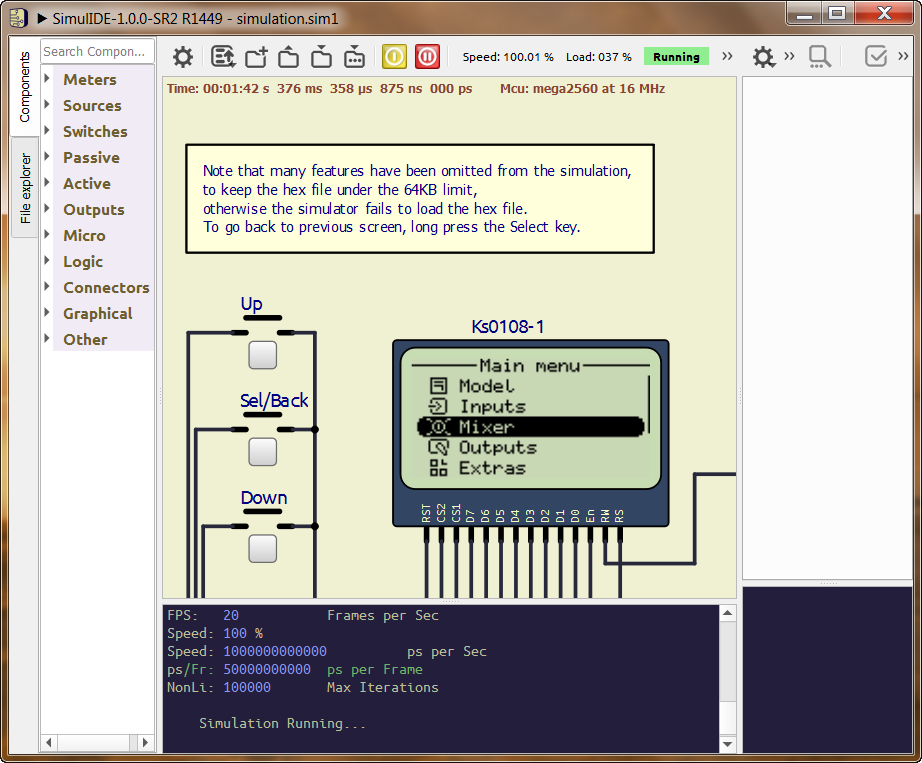 SimulIDE-1.0.0-SR2 R1449 - simulation.sim1
Components
File explorer
Search Compon...
Meters
Sources
Switches
Passive
Active
Outputs
Micro
Logic
Connectors
Graphical
Other
Speed: 100.01 %
Load: 037 %
Running
Time: 00:01:42 s 376 ms 358 µs 875 ns 000 ps
Mcu: mega2560 at 16 MHz
Note that many features have been omitted from the simulation,
to keep the hex file under the 64KB limit,
otherwise the simulator fails to load the hex file.
To go back to previous screen, long press the Select key.
Up
Sel/Back
Down
Ks0108-1
Main menu
Model
Inputs
Mixer
Outputs
Extras
RST CS2 CS1 D7 D6 D5 D4 D3 D2 D1 D0 En RW RS
FPS: 20 Frames per Sec
Speed: 100 %
Speed: 1000000000000 ps per Sec
ps/Fr: 50000000000 ps per Frame
NonLi: 100000 Max Iterations
Simulation Running...